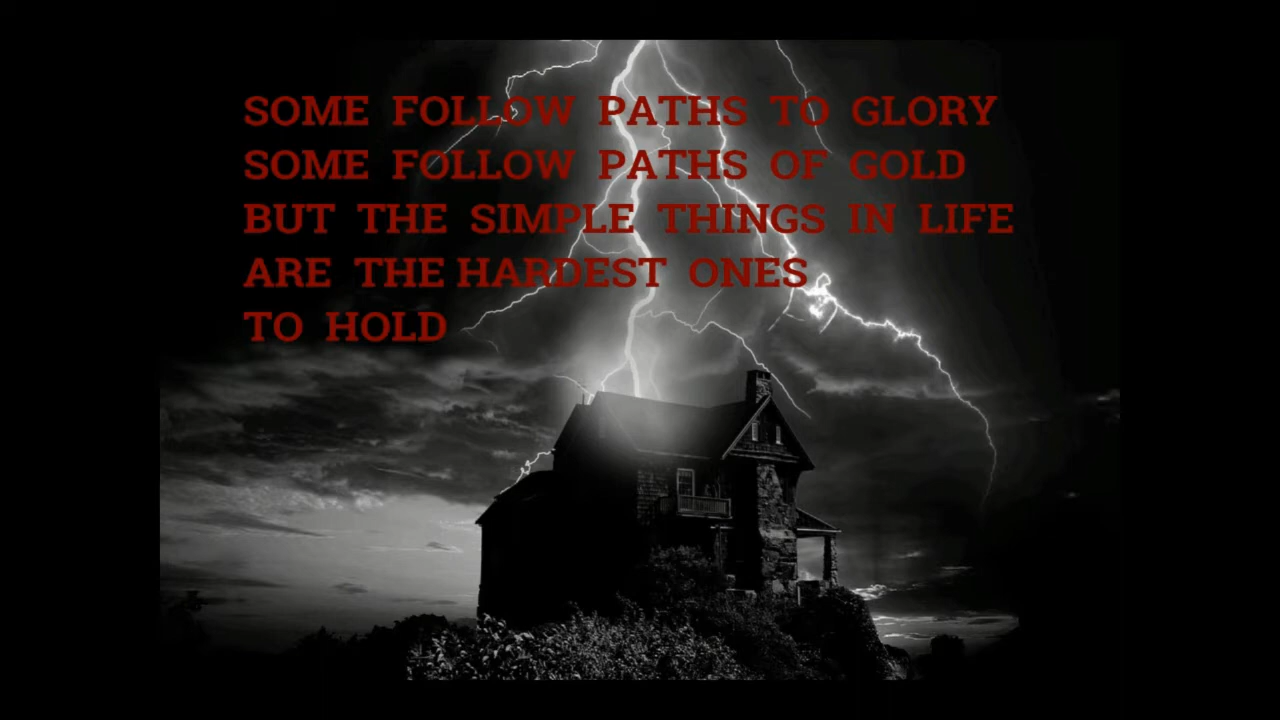 SOME FOLLOW PATHS TO GLORY
SOME FOLLOW PATHS OF GOLD
BUT THE SIMPLE THINGS IN LIFE
ARE THE HARDEST ONES
TO HOLD